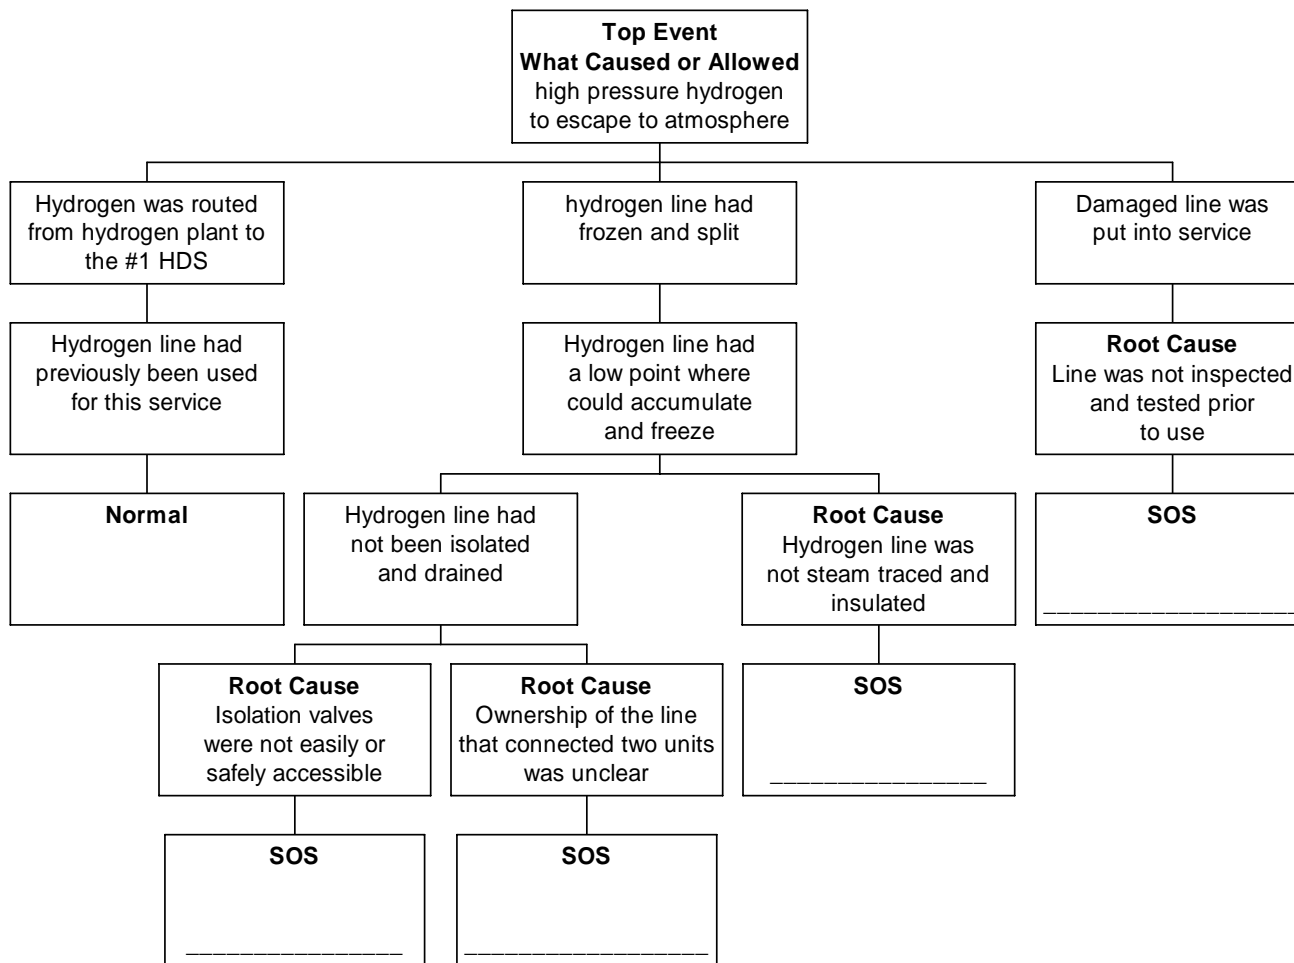 Top Event
What Caused or Allowed
high pressure hydrogen
to escape to atmosphere
Hydrogen was routed
from hydrogen plant to
the #1 HDS
hydrogen line had
frozen and split
Damaged line was
put into service
Hydrogen line had
previously been used
for this service
Hydrogen line had
a low point where
could accumulate
and freeze
Root Cause
Line was not inspected
and tested prior
to use
Normal
Hydrogen line had
not been isolated
and drained
Root Cause
Hydrogen line was
not steam traced and
insulated
SOS
___________________
Root Cause
Isolation valves
were not easily or
safely accessible
Root Cause
Ownership of the line
that connected two units
was unclear
SOS
________________
SOS
________________
SOS
__________________